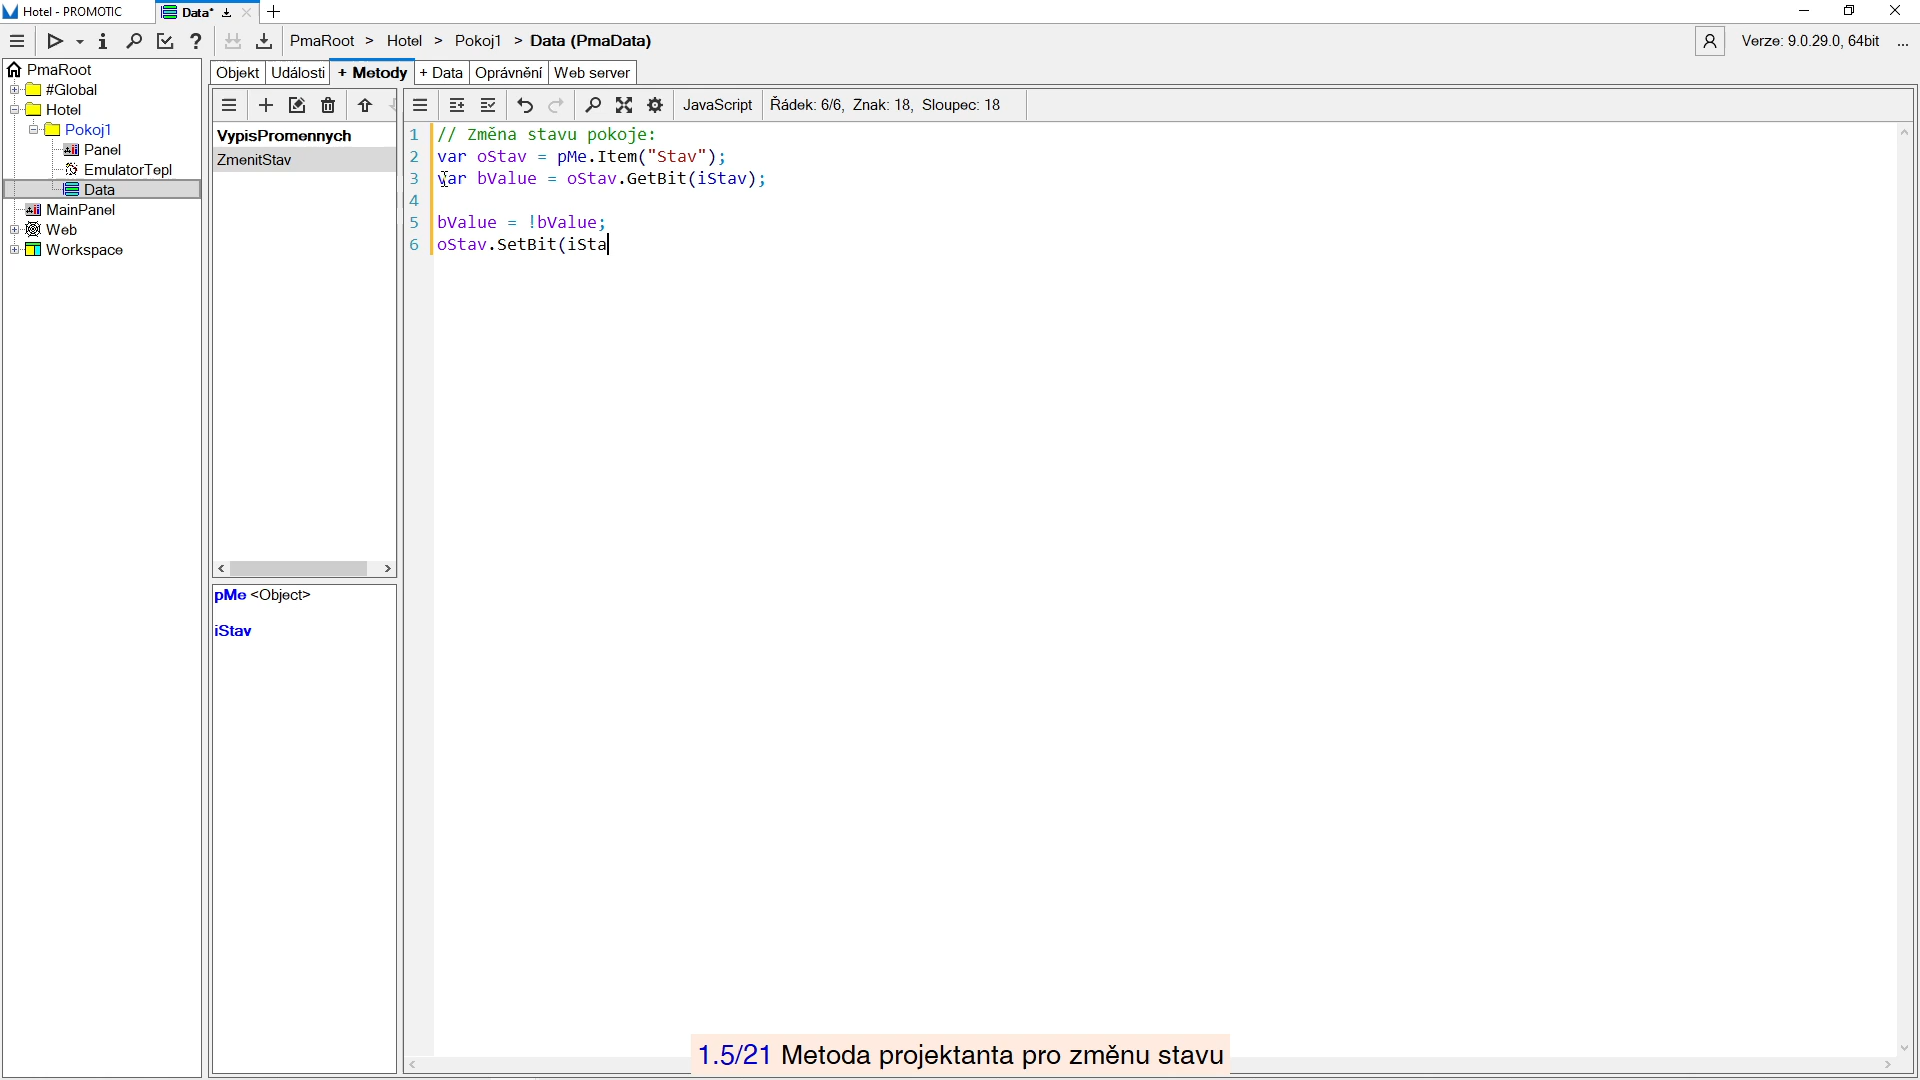 Hotel - PROMOTIC
Data*
PmaRoot > Hotel > Pokoj1 > Data (PmaData)
Verze: 9.0.29.0, 64bit ...
PmaRoot
#Global
Hotel
Pokoj1
Panel
EmulatorTepl
Data
MainPanel
Web
Workspace
Objekt
Události
+ Metody
+ Data
Oprávnění
Web server
JavaScript
Řádek: 6/6, Znak: 18, Sloupec: 18
VypisPromennych
ZmenitStav
pMe <Object>
iStav
1 // Změna stavu pokoje:
2 var oStav = pMe.Item("Stav");
3 var bValue = oStav.GetBit(iStav);
4
5 bValue = !bValue;
6 oStav.SetBit(iSta
1.5/21 Metoda projektanta pro změnu stavu